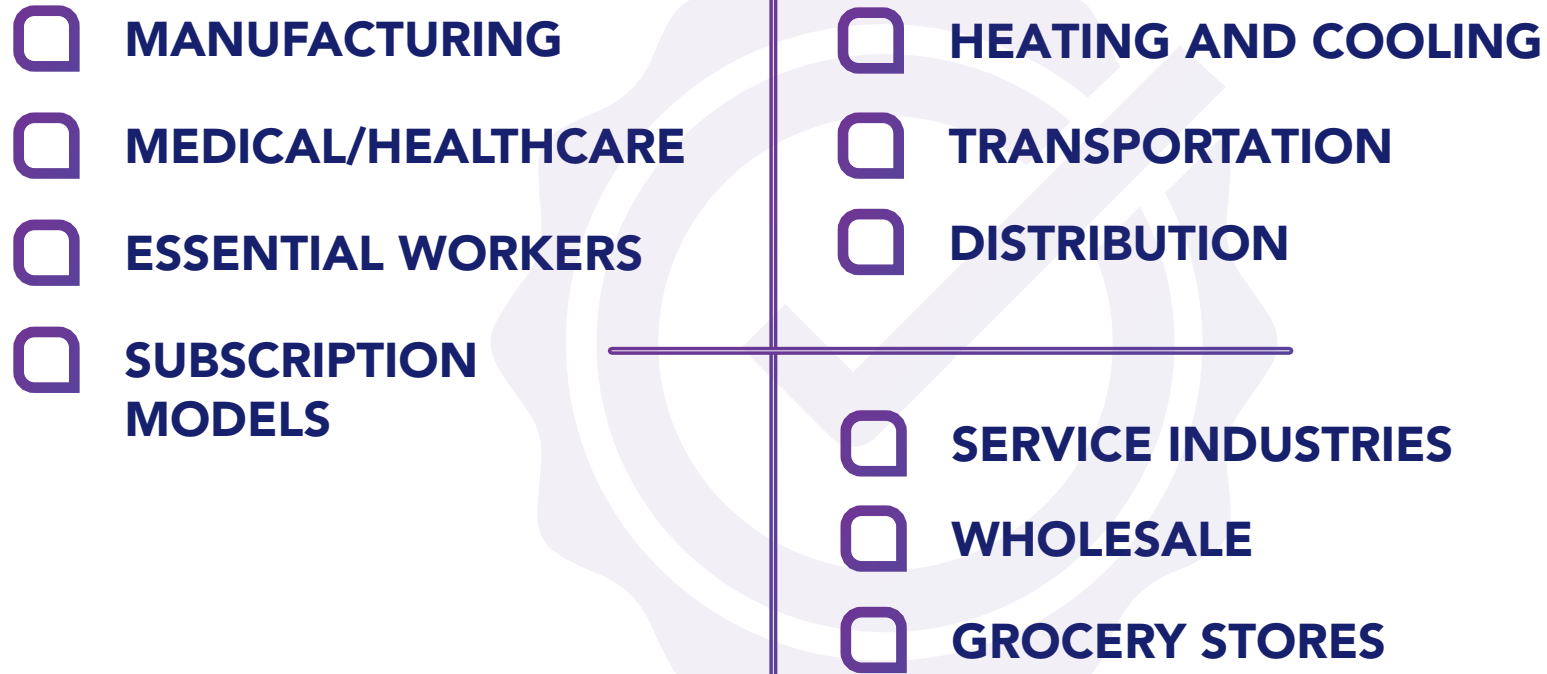 MANUFACTURING
MEDICAL/HEALTHCARE
ESSENTIAL WORKERS
SUBSCRIPTION
MODELS
HEATING AND COOLING
TRANSPORTATION
DISTRIBUTION
SERVICE INDUSTRIES
WHOLESALE
GROCERY STORES